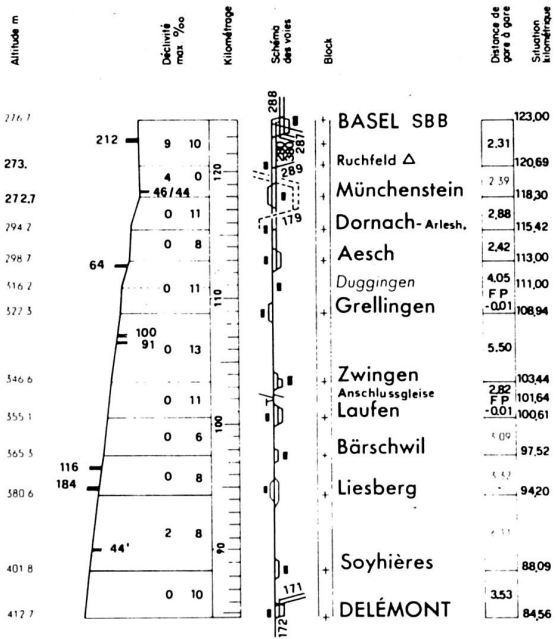 Altitude m
Déclivité max. ‰
Kilométrage
Schéma des voies
Block
Distance de gare à gare
Situation kilométrique
276.7 288 BASEL SBB 123,00
212 9 10 287 2,31
273. 120 289 Ruchfeld Δ 120,69
4 0 2 39
272.7 46/44 Münchenstein 118,30
0 11 179 2,88
294 2 Dornach-Arlesh. 115,42
0 8 2,42
298.7 64 Aesch 113,00
4,05
316 2 0 11 110 Duggingen F P 111,00
-0,01
327.3 Grellingen 108,94
100
91 0 13 5,50
346 6 Zwingen 103,44
2,82
0 11 Anschlussgleise F P 101,64
355.1 100 Laufen -0,01 100,61
0 6 3,09
365.3 Bärschwil 97,52
116 0 8
184
380 6 Liesberg 94,20
2 8
44' 90
401 8 Soyhières 88,09
0 10 171 3.53
412.7 172 DELÉMONT 84,56